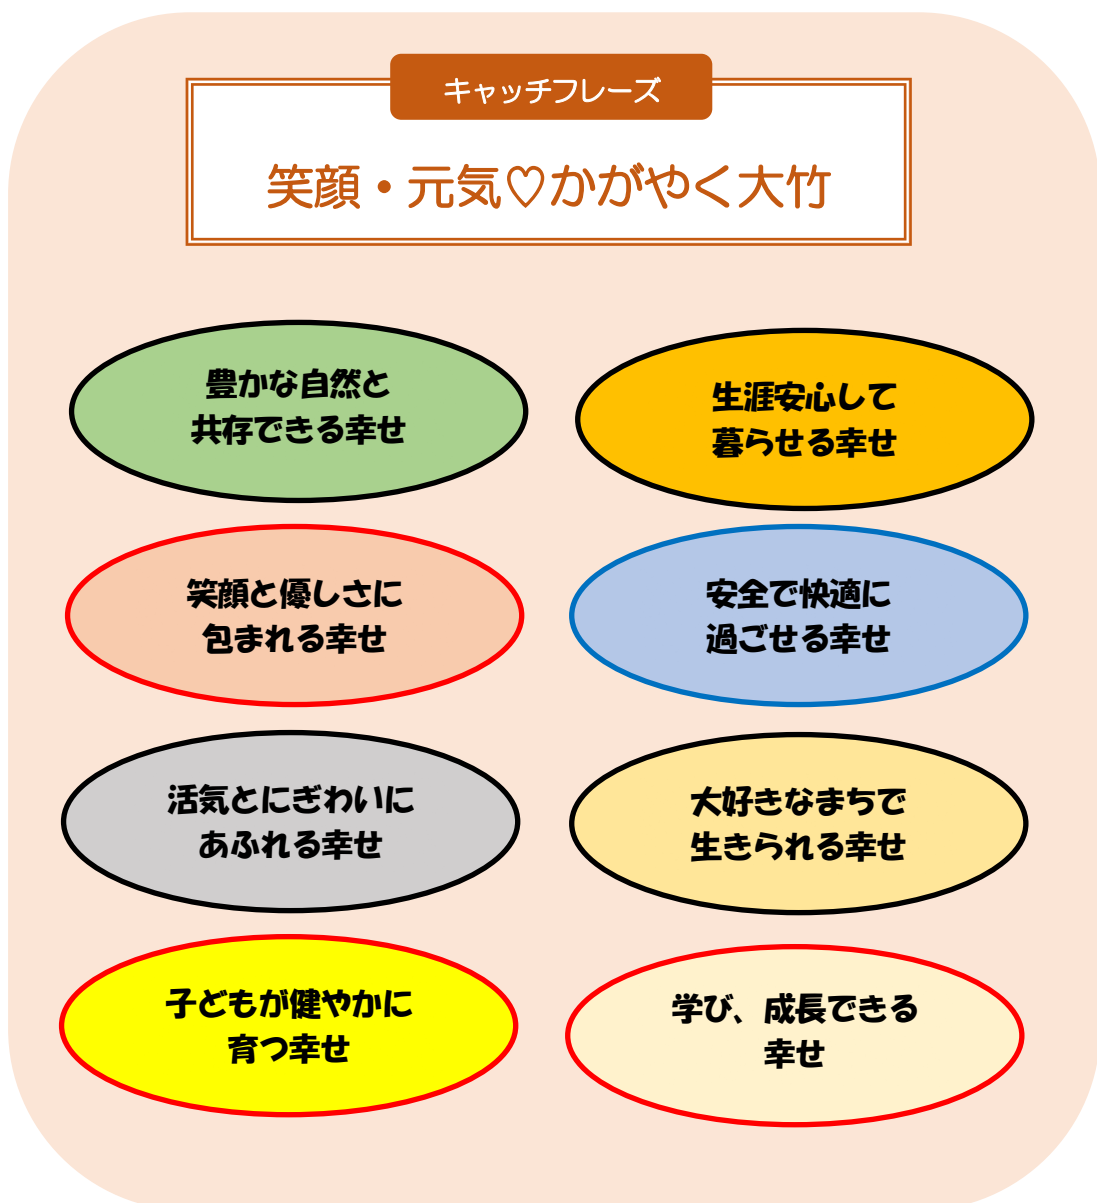 キャッチフレーズ
笑顔・元気♡かがやく大竹
豊かな自然と
共存できる幸せ
生涯安心して
暮らせる幸せ
笑顔と優しさに
包まれる幸せ
安全で快適に
過ごせる幸せ
活気とにぎわいに
あふれる幸せ
大好きなまちで
生きられる幸せ
子どもが健やかに
育つ幸せ
学び、成長できる
幸せ